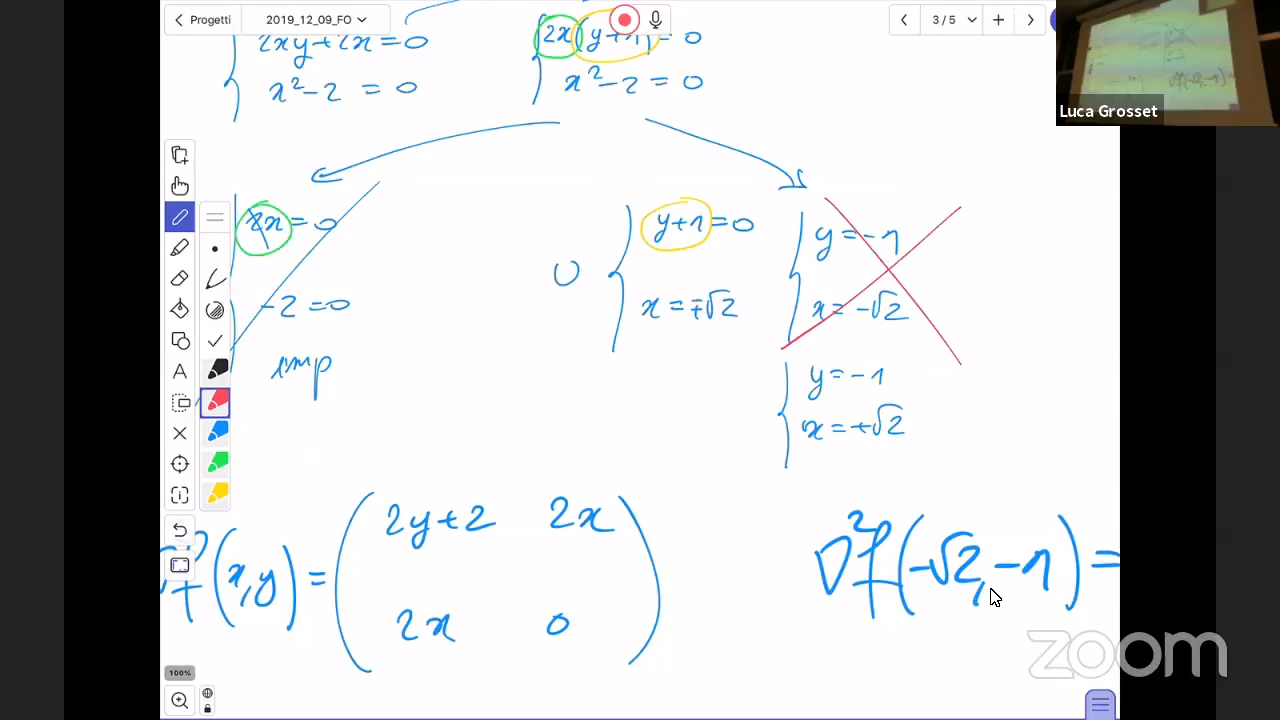 Progetti
2019_12_09_FO
3 / 5
Luca Grosset
2xy+2x=0
x²-2 = 0
2x(y+1)=0
x²-2=0
2x=0
-2=0
imp
∪
y+1=0
x=∓√2
y=-1
x=-√2
y=-1
x=+√2
f(x,y)=
2y+2 2x
2x 0
∇²f(-√2,-1)=
A
100%
zoom